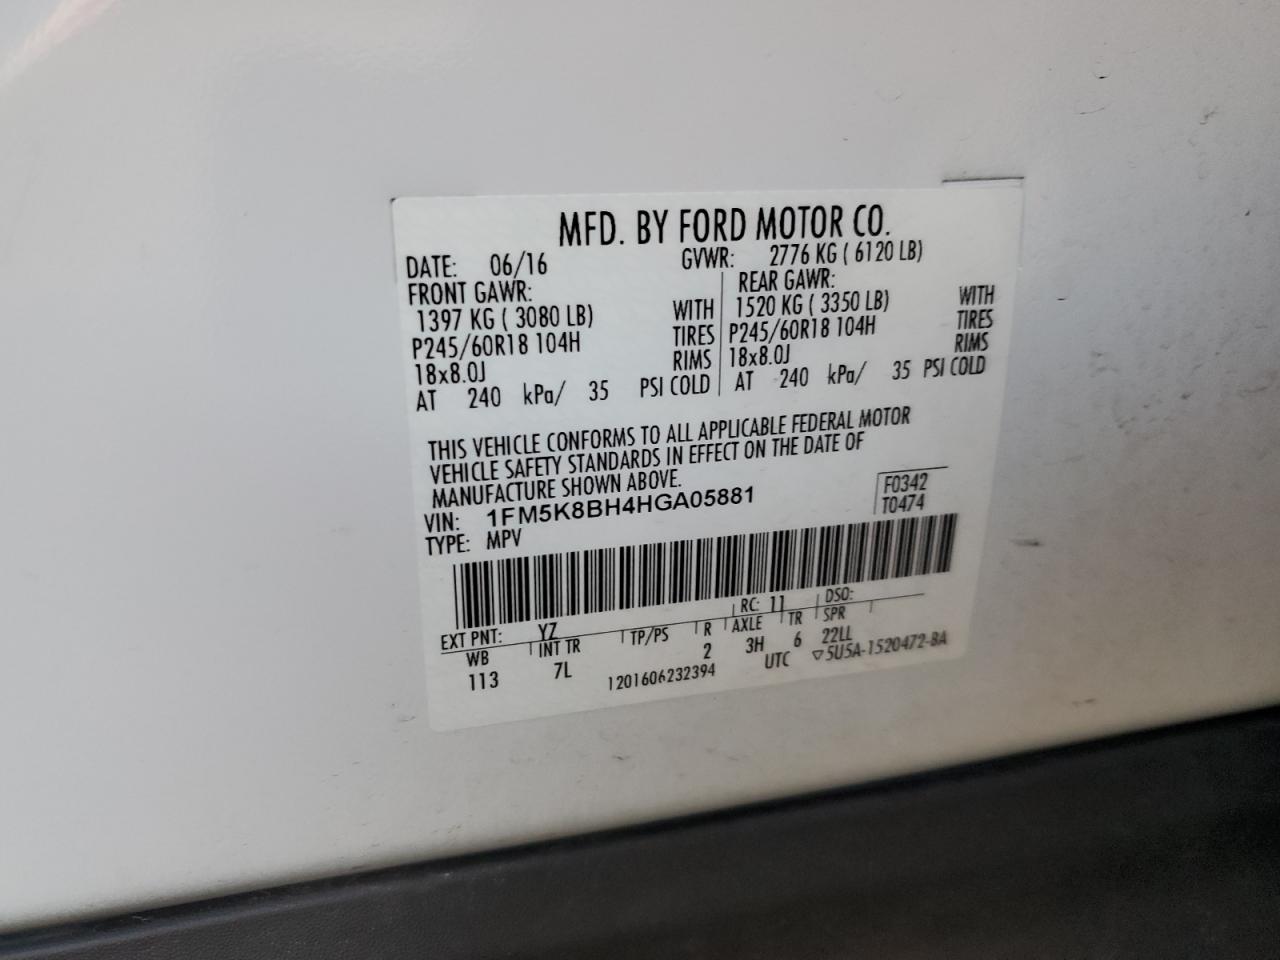 MFD. BY FORD MOTOR CO.
DATE: 06/16 GVWR: 2776 KG ( 6120 LB)
FRONT GAWR: REAR GAWR:
1397 KG ( 3080 LB) WITH 1520 KG ( 3350 LB) WITH
P245/60R18 104H TIRES P245/60R18 104H TIRES
18x8.0J RIMS 18x8.0J RIMS
AT 240 kPa/ 35 PSI COLD AT 240 kPa/ 35 PSI COLD
THIS VEHICLE CONFORMS TO ALL APPLICABLE FEDERAL MOTOR
VEHICLE SAFETY STANDARDS IN EFFECT ON THE DATE OF
MANUFACTURE SHOWN ABOVE.
VIN: 1FM5K8BH4HGA05881 F0342
TYPE: MPV T0474
EXT PNT: YZ RC: 11 DSO:
WB INT TR TP/PS R AXLE TR SPR
113 7L 2 3H 6 22LL
1201606232394 UTC ▽5U5A-1520472-BA